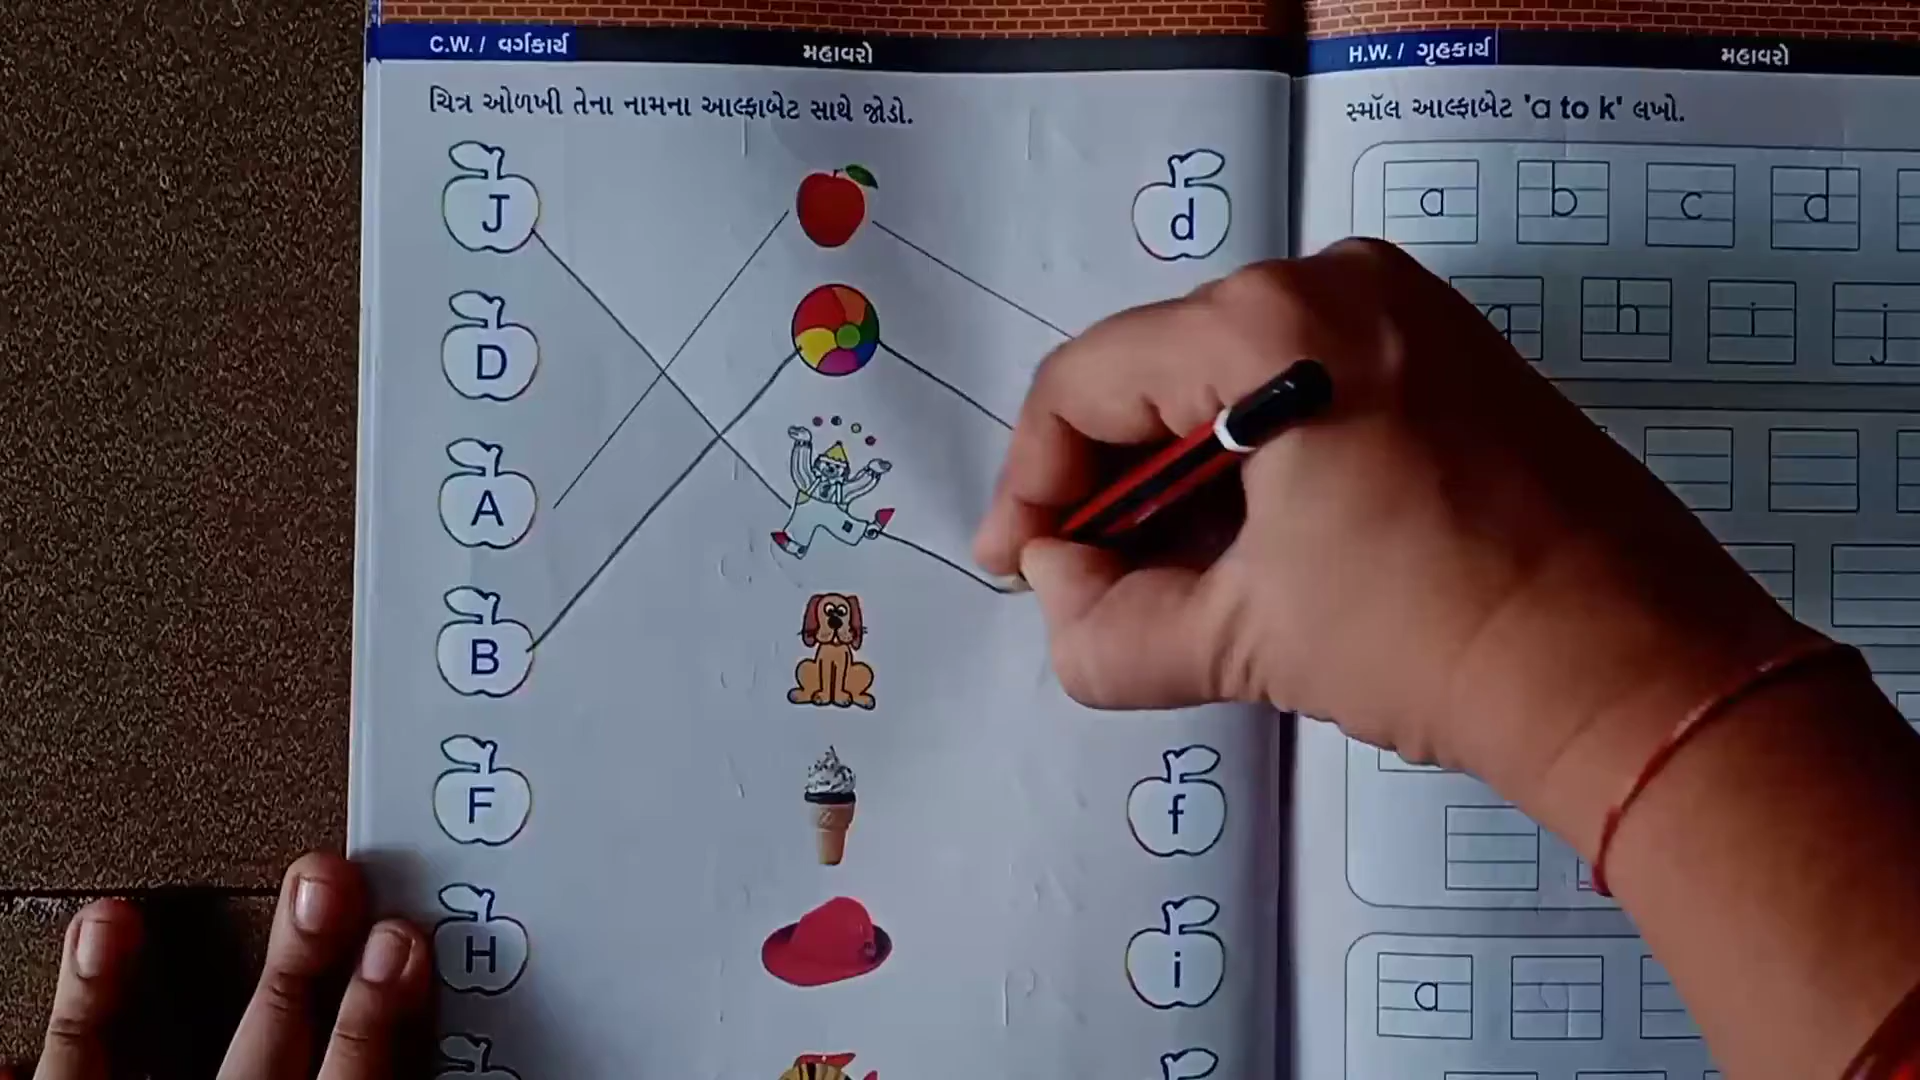 C.W. / વર્ગકાર્ય મહાવરો
ચિત્ર ઓળખી તેના નામના આલ્ફાબેટ સાથે જોડો.
J d
D
A
B
F f
H i
H.W. / ગૃહકાર્ય મહાવરો
સ્મૉલ આલ્ફાબેટ 'a to k' લખો.
a b c d
g h i j
a c